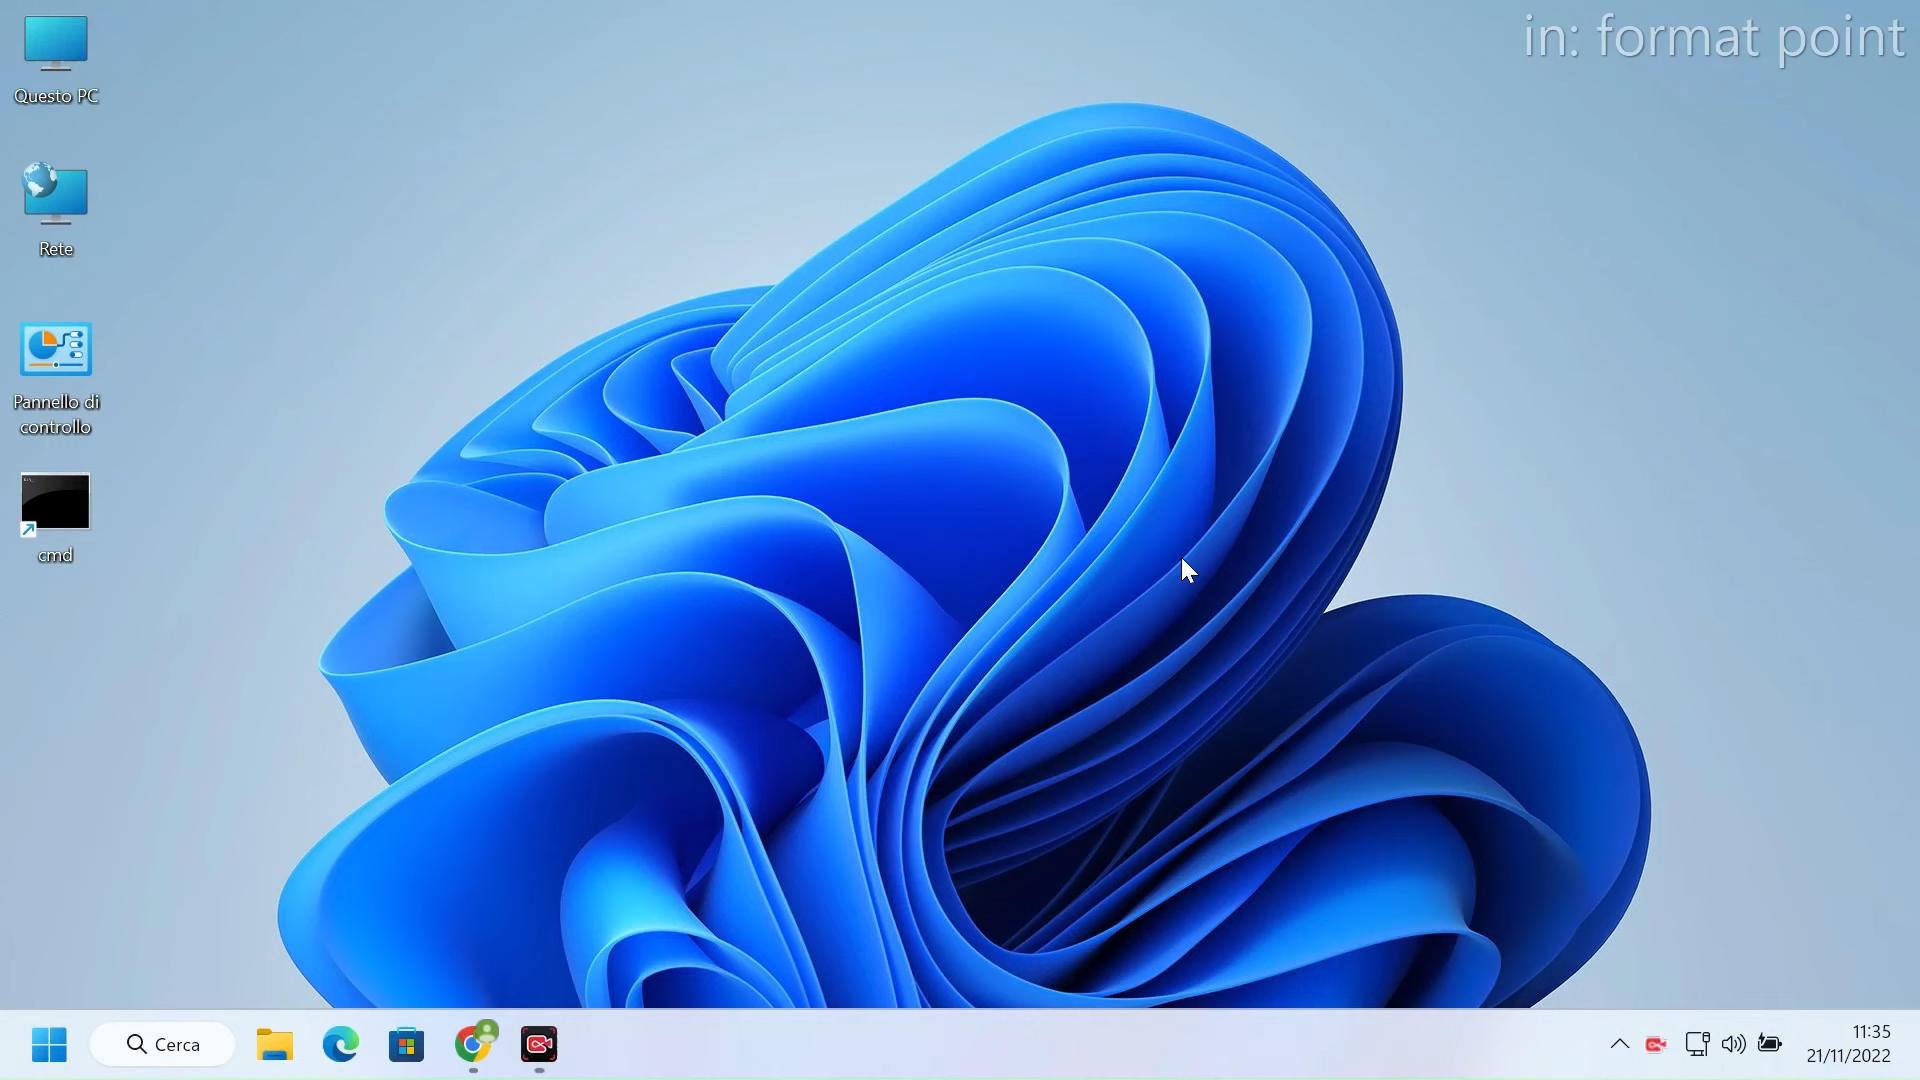 in: format point
Questo PC
Rete
Pannello di
controllo
cmd
Cerca
11:35
21/11/2022